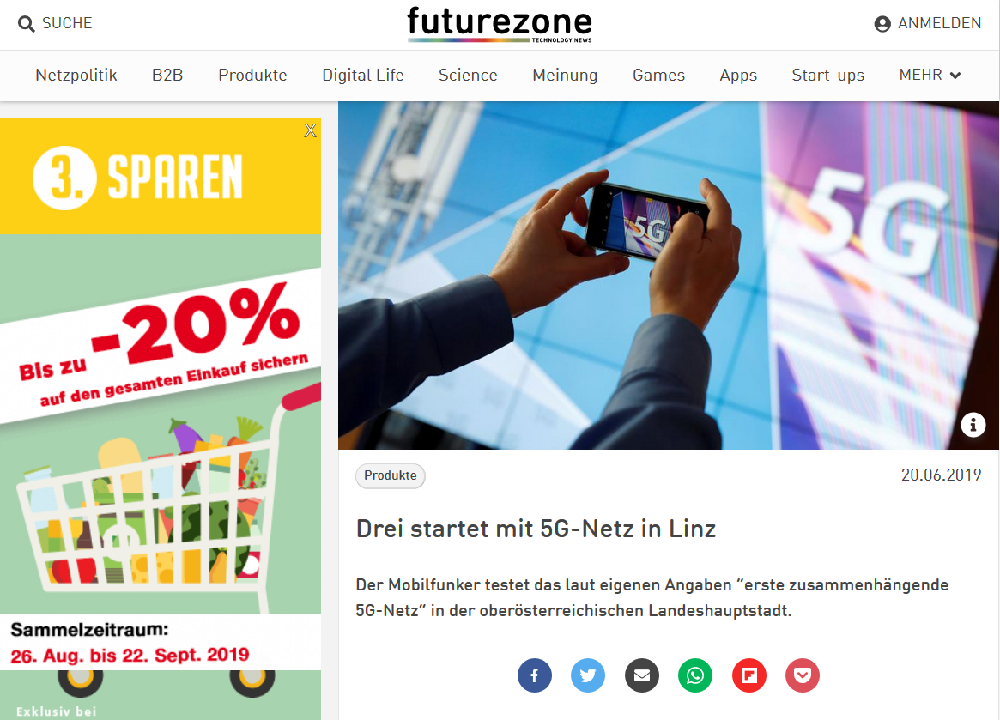 SUCHE
futurezone
TECHNOLOGY NEWS
ANMELDEN
Netzpolitik B2B Produkte Digital Life Science Meinung Games Apps Start-ups MEHR
X
3. SPAREN
Bis zu -20%
auf den gesamten Einkauf sichern
Sammelzeitraum:
26. Aug. bis 22. Sept. 2019
Exklusiv bei
5G
5G
Produkte
20.06.2019
Drei startet mit 5G-Netz in Linz
Der Mobilfunker testet das laut eigenen Angaben "erste zusammenhängende
5G-Netz" in der oberösterreichischen Landeshauptstadt.